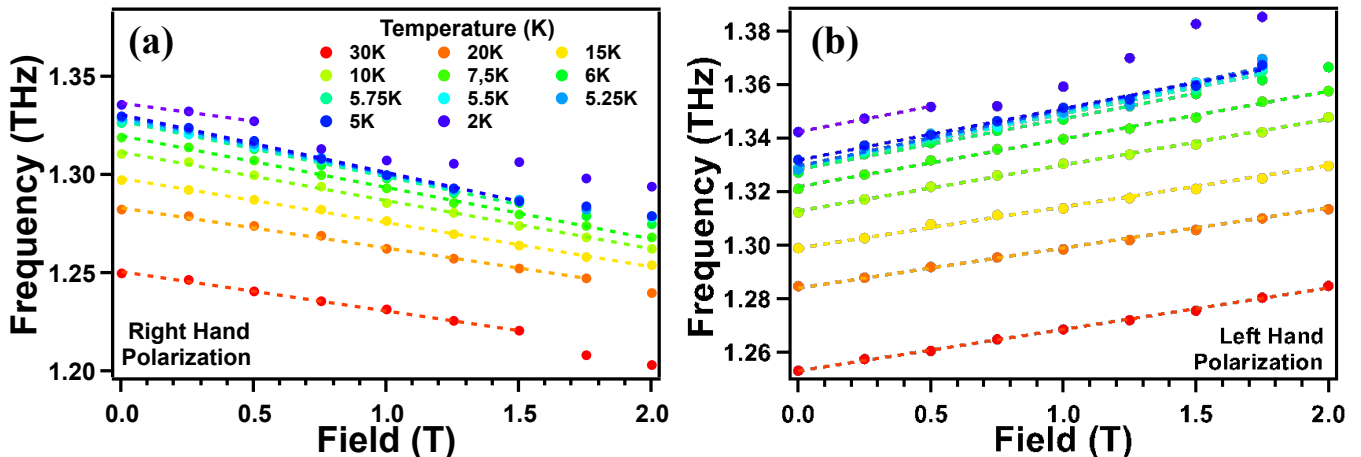 (a)
Temperature (K)
30K 20K 15K
10K 7,5K 6K
5.75K 5.5K 5.25K
5K 2K
Frequency (THz)
1.35
1.30
1.25
1.20
Right Hand
Polarization
0.0 0.5 1.0 1.5 2.0
Field (T)
(b)
Frequency (THz)
1.38
1.36
1.34
1.32
1.30
1.28
1.26
Left Hand
Polarization
0.0 0.5 1.0 1.5 2.0
Field (T)